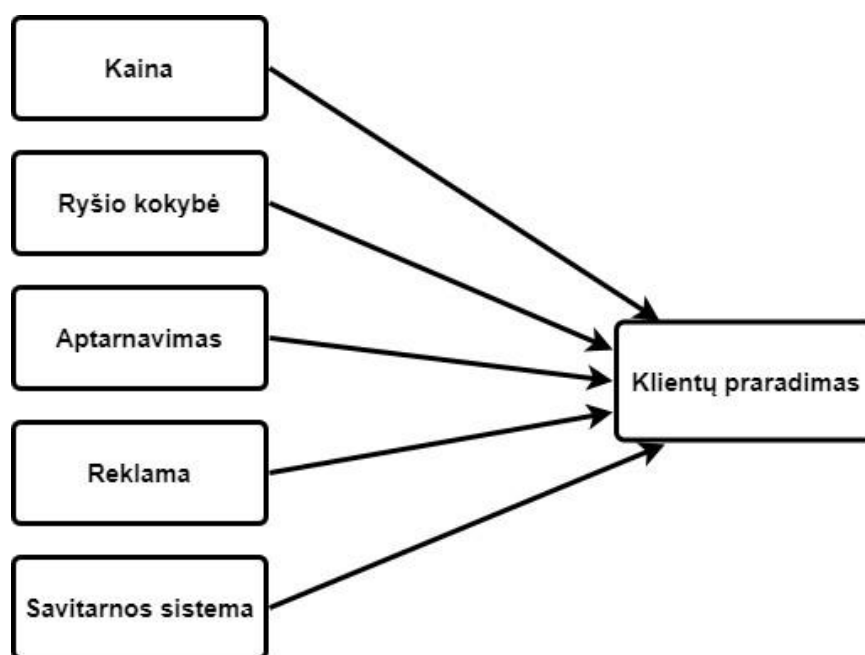 Kaina
Ryšio kokybė
Aptarnavimas
Klientų praradimas
Reklama
Savitarnos sistema